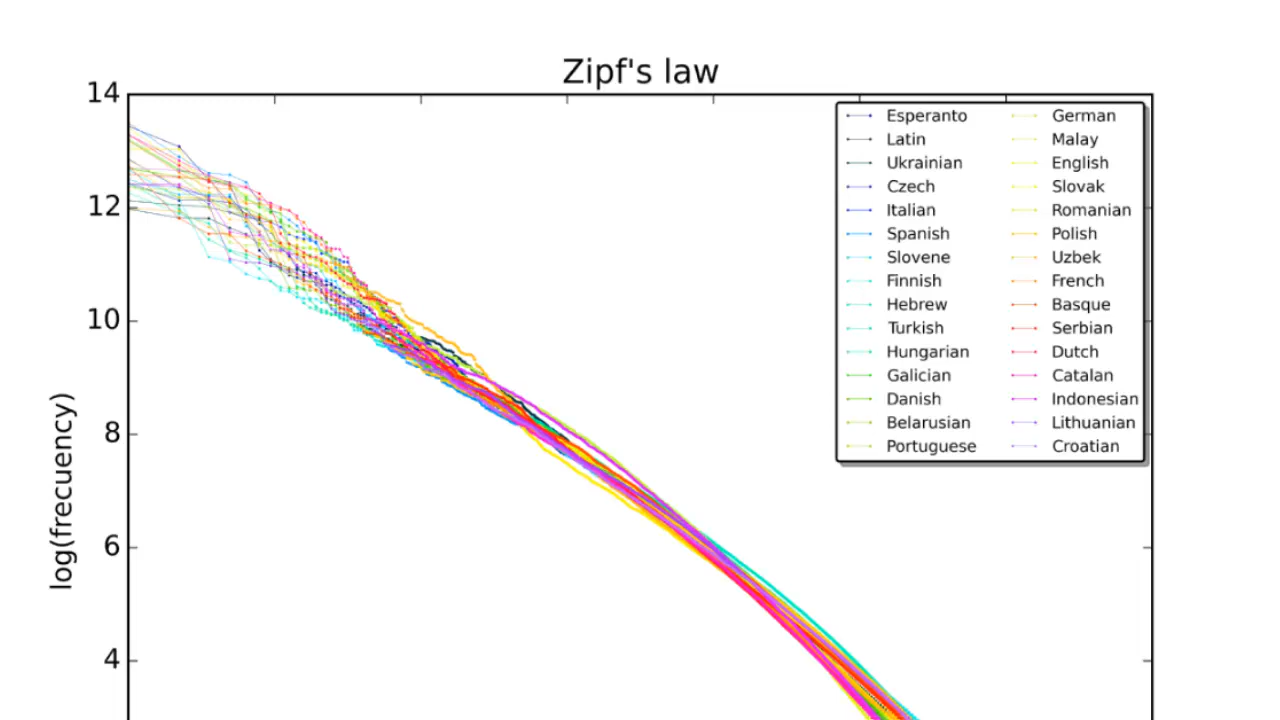 Zipf's law
14
12
10
8
6
4
log(frecuency)
Esperanto
Latin
Ukrainian
Czech
Italian
Spanish
Slovene
Finnish
Hebrew
Turkish
Hungarian
Galician
Danish
Belarusian
Portuguese
German
Malay
English
Slovak
Romanian
Polish
Uzbek
French
Basque
Serbian
Dutch
Catalan
Indonesian
Lithuanian
Croatian